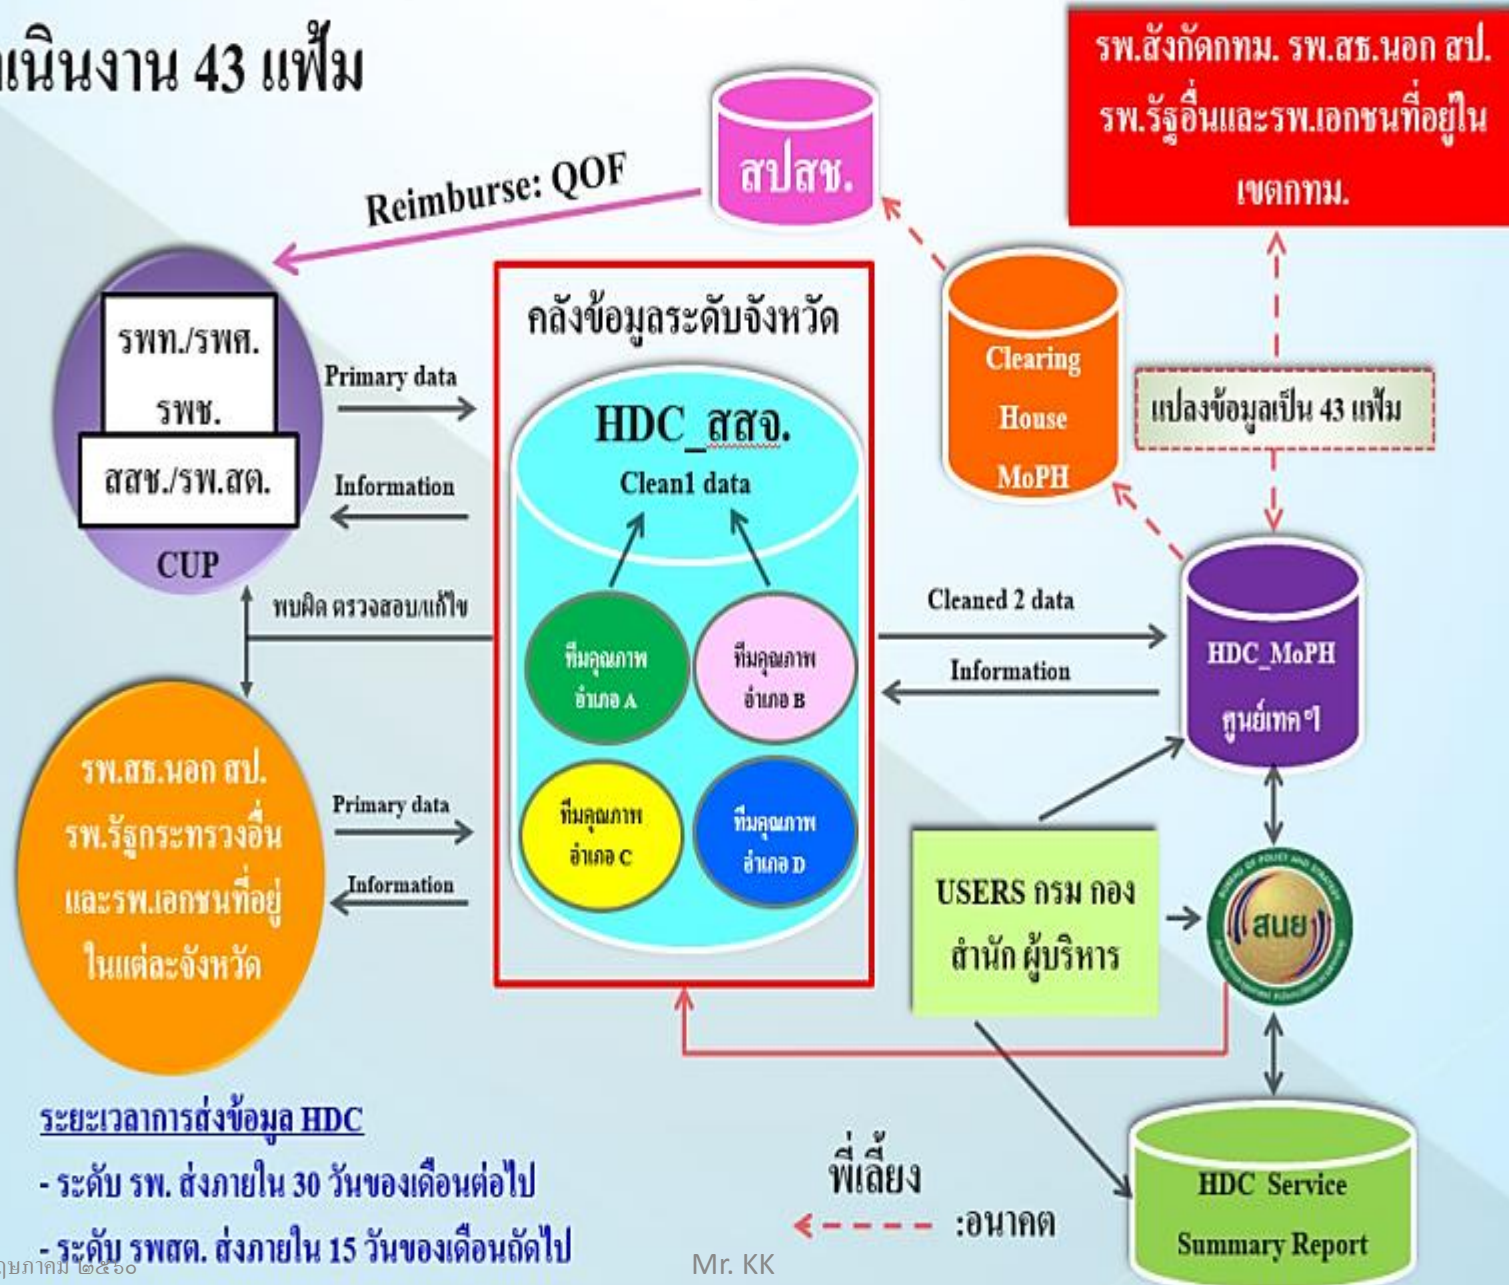 เนินงาน 43 แฟ้ม
รพ.สังกัดกทม. รพ.สธ.นอก สป.
รพ.รัฐอื่นและรพ.เอกชนที่อยู่ใน
เขตกทม.
สปสช.
Reimburse: QOF
รพท./รพศ.
รพช.
สสช./รพ.สต.
CUP
Primary data
Information
คลังข้อมูลระดับจังหวัด
HDC_สสจ.
Clean1 data
ทีมคุณภาพ
อำเภอ A
ทีมคุณภาพ
อำเภอ B
ทีมคุณภาพ
อำเภอ C
ทีมคุณภาพ
อำเภอ D
Clearing
House
MoPH
แปลงข้อมูลเป็น 43 แฟ้ม
พบผิด ตรวจสอบ/แก้ไข
Cleaned 2 data
Information
HDC_MoPH
ศูนย์เทคฯ
รพ.สธ.นอก สป.
รพ.รัฐกระทรวงอื่น
และรพ.เอกชนที่อยู่
ในแต่ละจังหวัด
Primary data
Information
USERS กรม กอง
สำนัก ผู้บริหาร
BUREAU OF POLICY AND STRATEGY
สนย
HDC Service
Summary Report
ระยะเวลาการส่งข้อมูล HDC
- ระดับ รพ. ส่งภายใน 30 วันของเดือนต่อไป
- ระดับ รพสต. ส่งภายใน 15 วันของเดือนถัดไป
พี่เลี้ยง
:อนาคต
ฤษภาคม ๒๕๖๐
Mr. KK